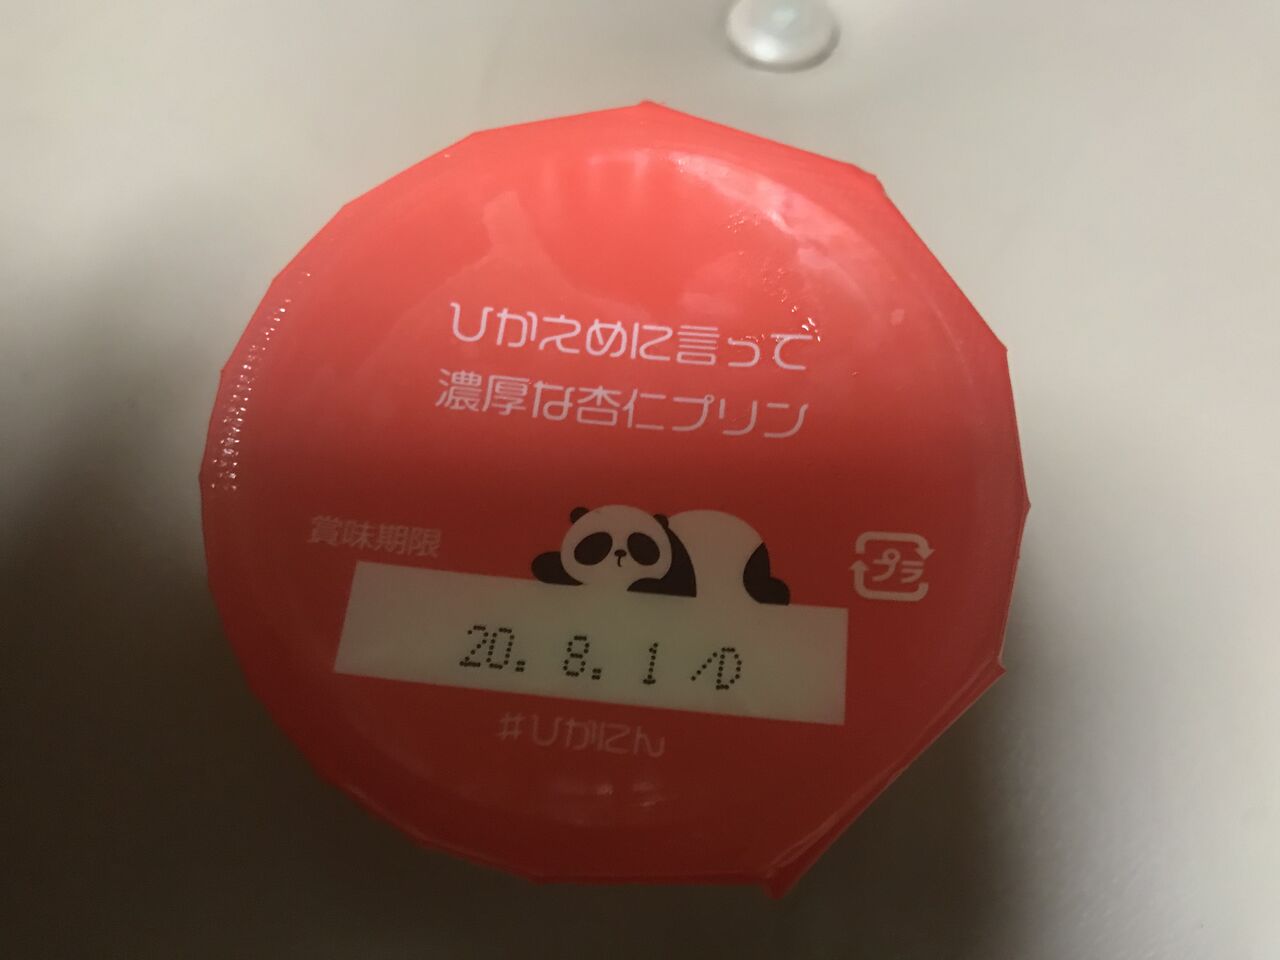 ひかえめに言って
濃厚な杏仁プリン
賞味期限
プラ
20. 8. 1 /D
#ひかにん